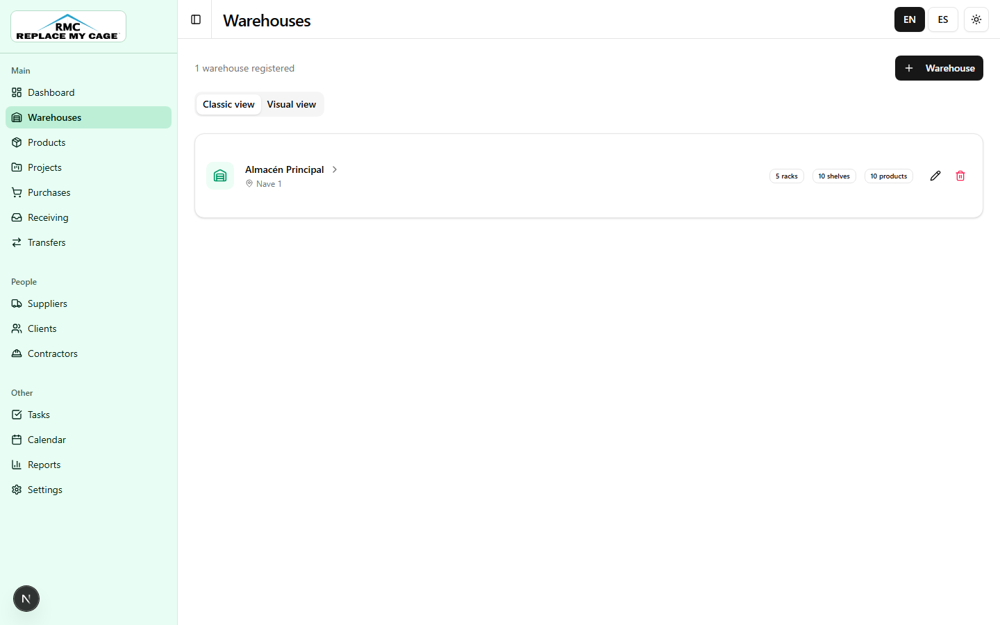 RMC
REPLACE MY CAGE
Warehouses
EN
ES
Main
Dashboard
Warehouses
Products
Projects
Purchases
Receiving
Transfers
People
Suppliers
Clients
Contractors
Other
Tasks
Calendar
Reports
Settings
N
1 warehouse registered
Warehouse
Classic view
Visual view
Almacén Principal
Nave 1
5 racks
10 shelves
10 products